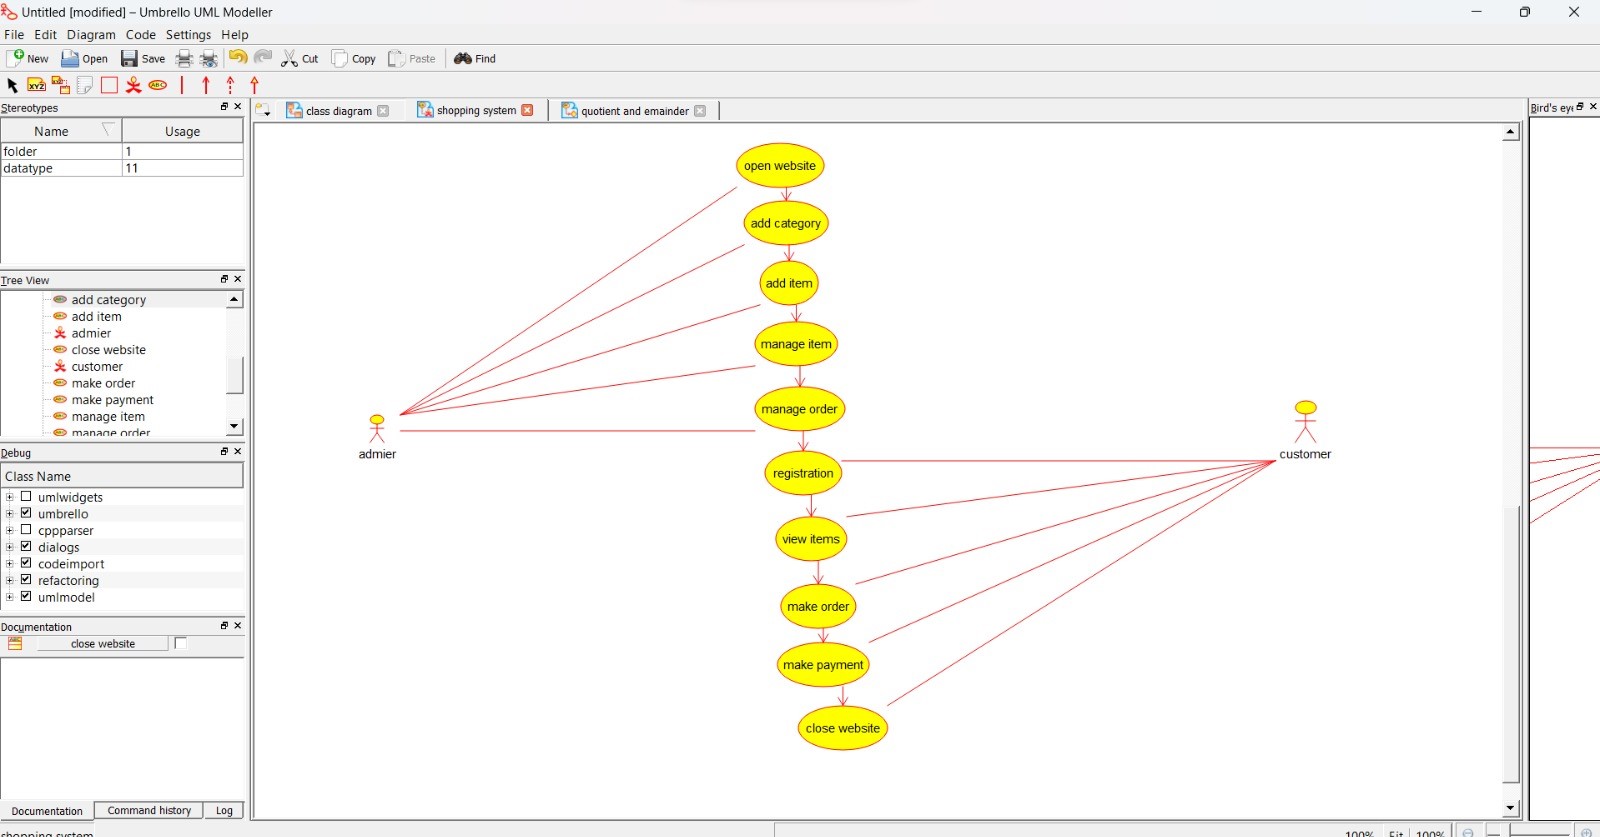 Untitled [modified] – Umbrello UML Modeller
File Edit Diagram Code Settings Help
New Open Save Cut Copy Paste Find
XYZ ABC
Stereotypes
Name Usage
folder 1
datatype 11
Tree View
add category
add item
admier
close website
customer
make order
make payment
manage item
manage order
Debug
Class Name
umlwidgets
umbrello
cppparser
dialogs
codeimport
refactoring
umlmodel
Documentation
close website
Documentation Command history Log
shopping system
class diagram shopping system quotient and emainder
open website
add category
add item
manage item
manage order
registration
view items
make order
make payment
close website
admier
customer
Bird's eye
100% Fit 100%